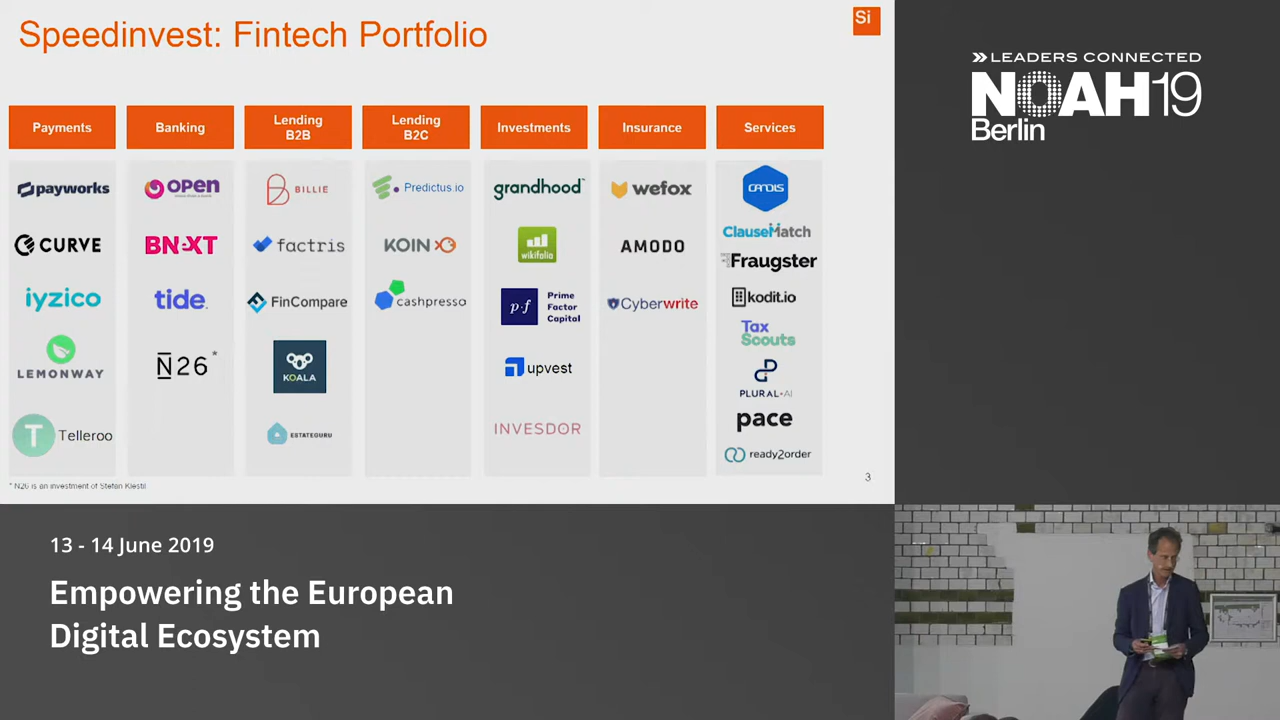 Speedinvest: Fintech Portfolio
Si
LEADERS CONNECTED
NOAH19
Berlin
Payments
Banking
Lending
B2B
Lending
B2C
Investments
Insurance
Services
payworks
CURVE
iyzico
LEMONWAY
T Telleroo
OPEN
BNEXT
tide
N26*
BILLIE
factris
FinCompare
KOALA
ESTATEGURU
Predictus.io
KOIN
cashpresso
grandhood
wikifolio
p·f Prime
Factor
Capital
upvest
INVESDOR
wefox
AMODO
Cyberwrite
CANDIS
ClauseMatch
Fraugster
kodit.io
Tax
Scouts
PLURAL·AI
pace
ready2order
* N26 is an investment of Stefan Klestil.
3
13 - 14 June 2019
Empowering the European
Digital Ecosystem